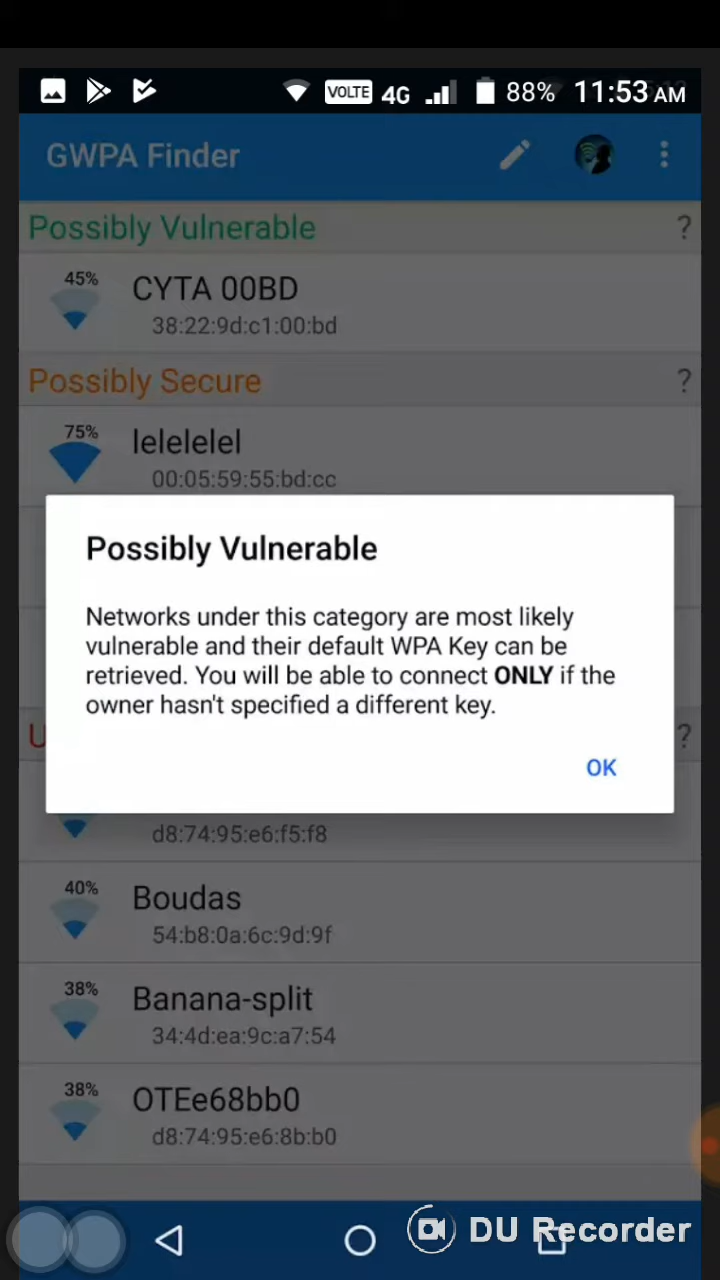 VOLTE 4G 88% 11:53 AM
GWPA Finder
Possibly Vulnerable ?
45% CYTA 00BD
38:22:9d:c1:00:bd
Possibly Secure ?
75% lelelelel
00:05:59:55:bd:cc
Possibly Vulnerable
Networks under this category are most likely
vulnerable and their default WPA Key can be
retrieved. You will be able to connect ONLY if the
owner hasn't specified a different key.
U ?
OK
d8:74:95:e6:f5:f8
40% Boudas
54:b8:0a:6c:9d:9f
38% Banana-split
34:4d:ea:9c:a7:54
38% OTEe68bb0
d8:74:95:e6:8b:b0
DU Recorder